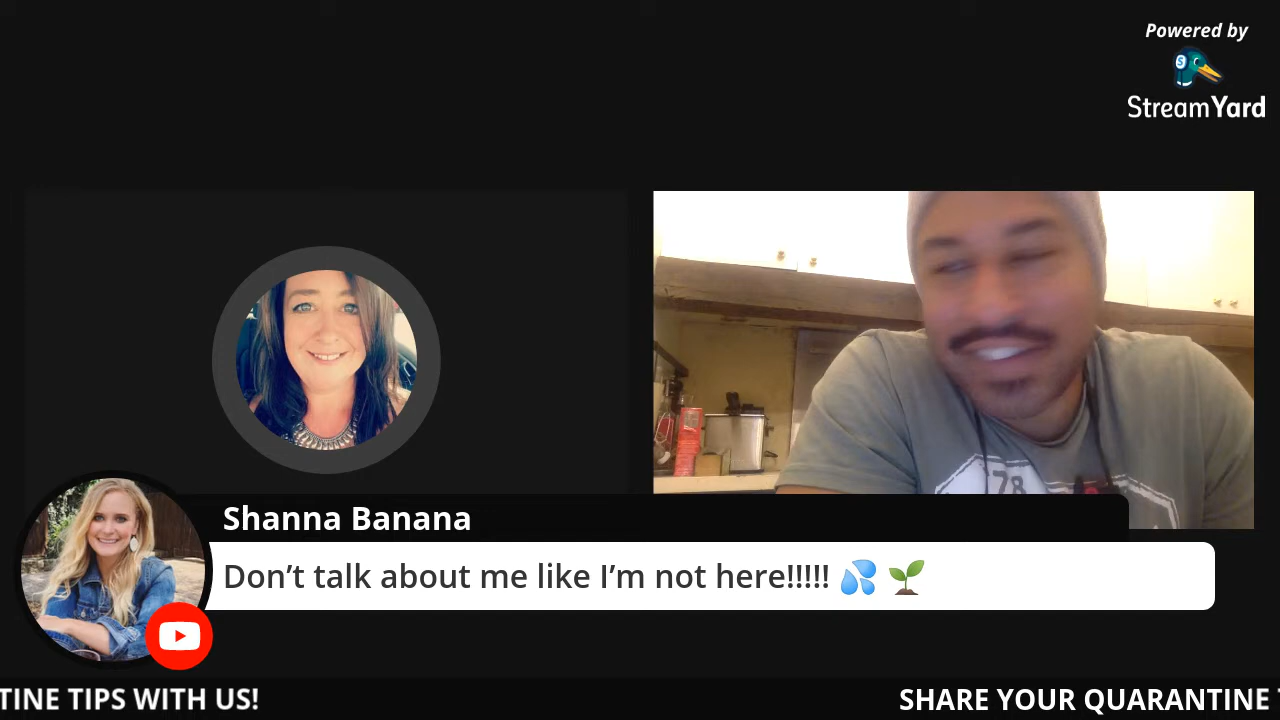 Powered by
StreamYard
78
Shanna Banana
Don’t talk about me like I’m not here!!!!! 💦 🌱
TINE TIPS WITH US!
SHARE YOUR QUARANTINE